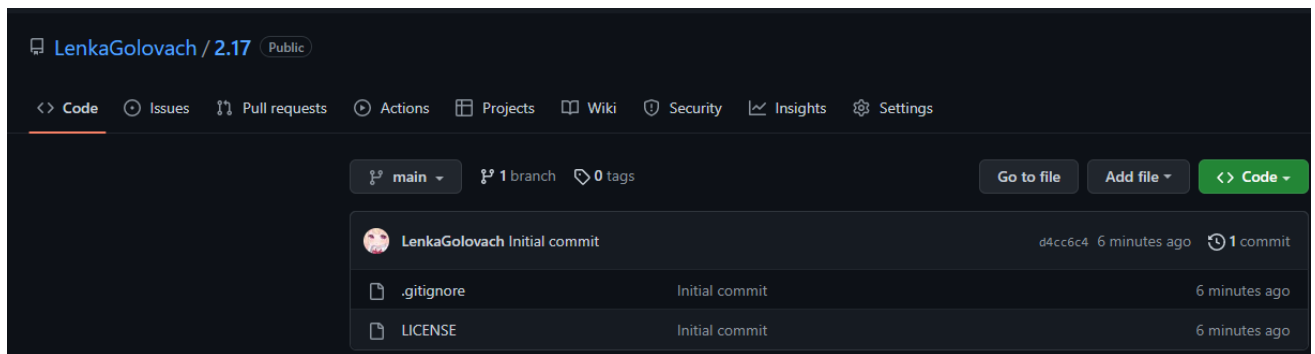 LenkaGolovach / 2.17 Public
Code Issues Pull requests Actions Projects Wiki Security Insights Settings
main 1 branch 0 tags Go to file Add file Code
LenkaGolovach Initial commit d4cc6c4 6 minutes ago 1 commit
.gitignore Initial commit 6 minutes ago
LICENSE Initial commit 6 minutes ago